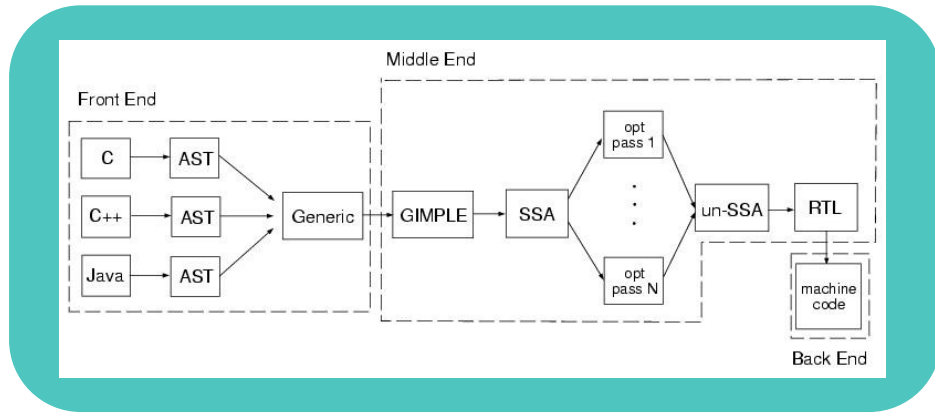 Middle End
Front End
C
AST
C++
AST
Java
AST
Generic
GIMPLE
SSA
opt
pass 1
opt
pass N
un-SSA
RTL
machine
code
Back End